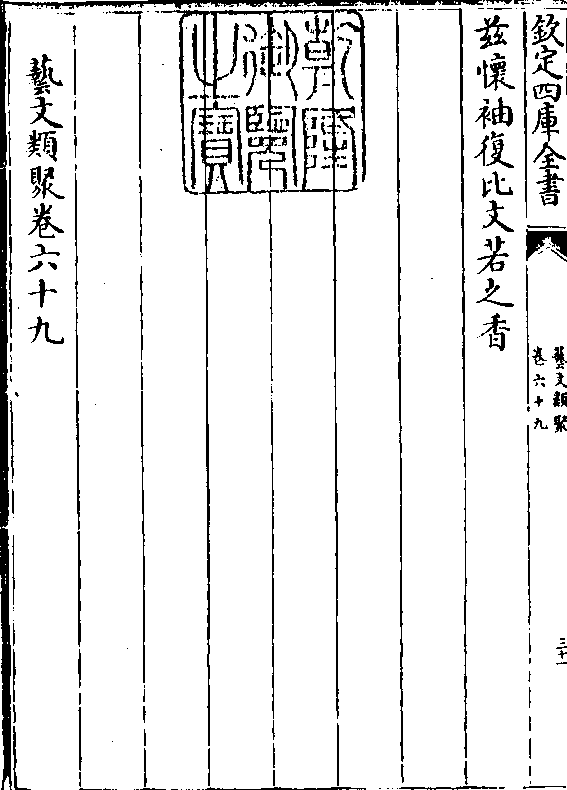 欽定四庫全書
藝文類聚
卷六十九
三十一
茲懷袖復比文若之香
乾隆御覽之寶
藝文類聚卷六十九